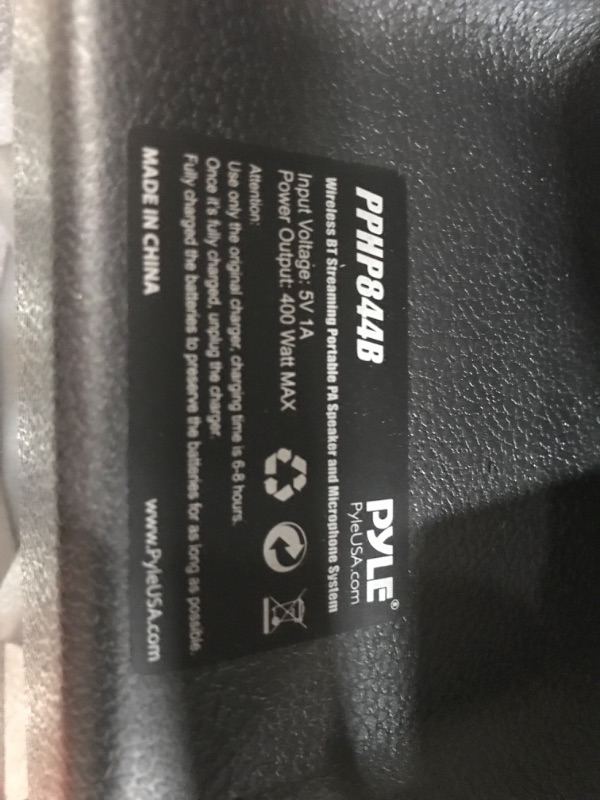 PPHP844B
PYLE®
PyleUSA.com
Wireless BT Streaming Portable PA Speaker and Microphone System
Input Voltage: 5V 1A
Power Output: 400 Watt MAX
Attention:
Use only the original charger, charging time is 6-8 hours.
Once it's fully charged, unplug the charger.
Fully charged the batteries to preserve the batteries for as long as possible.
MADE IN CHINA
www.PyleUSA.com